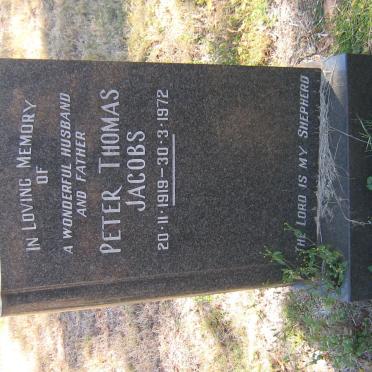 IN LOVING MEMORY
OF
A WONDERFUL HUSBAND
AND FATHER
PETER THOMAS
JACOBS
20·11·1919-30·3·1972
THE LORD IS MY SHEPHERD